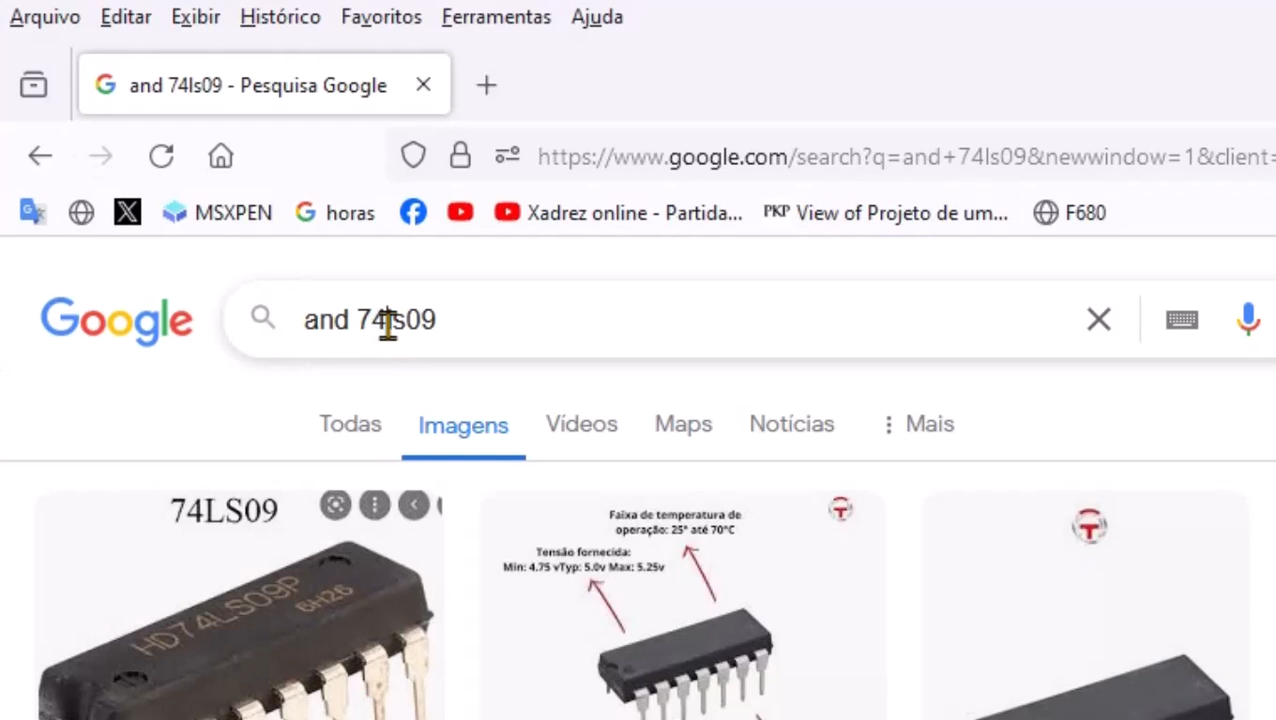 Arquivo Editar Exibir Histórico Favoritos Ferramentas Ajuda
and 74ls09 - Pesquisa Google
https://www.google.com/search?q=and+74ls09&newwindow=1&client=
MSXPEN horas Xadrez online - Partida... PKP View of Projeto de um... F680
Google and 74ls09
Todas Imagens Vídeos Maps Notícias Mais
74LS09
HD74LS09P
6H26
Faixa de temperatura de
operação: 25° até 70°C
Tensão fornecida:
Min: 4.75 vTyp: 5.0v Max: 5.25v